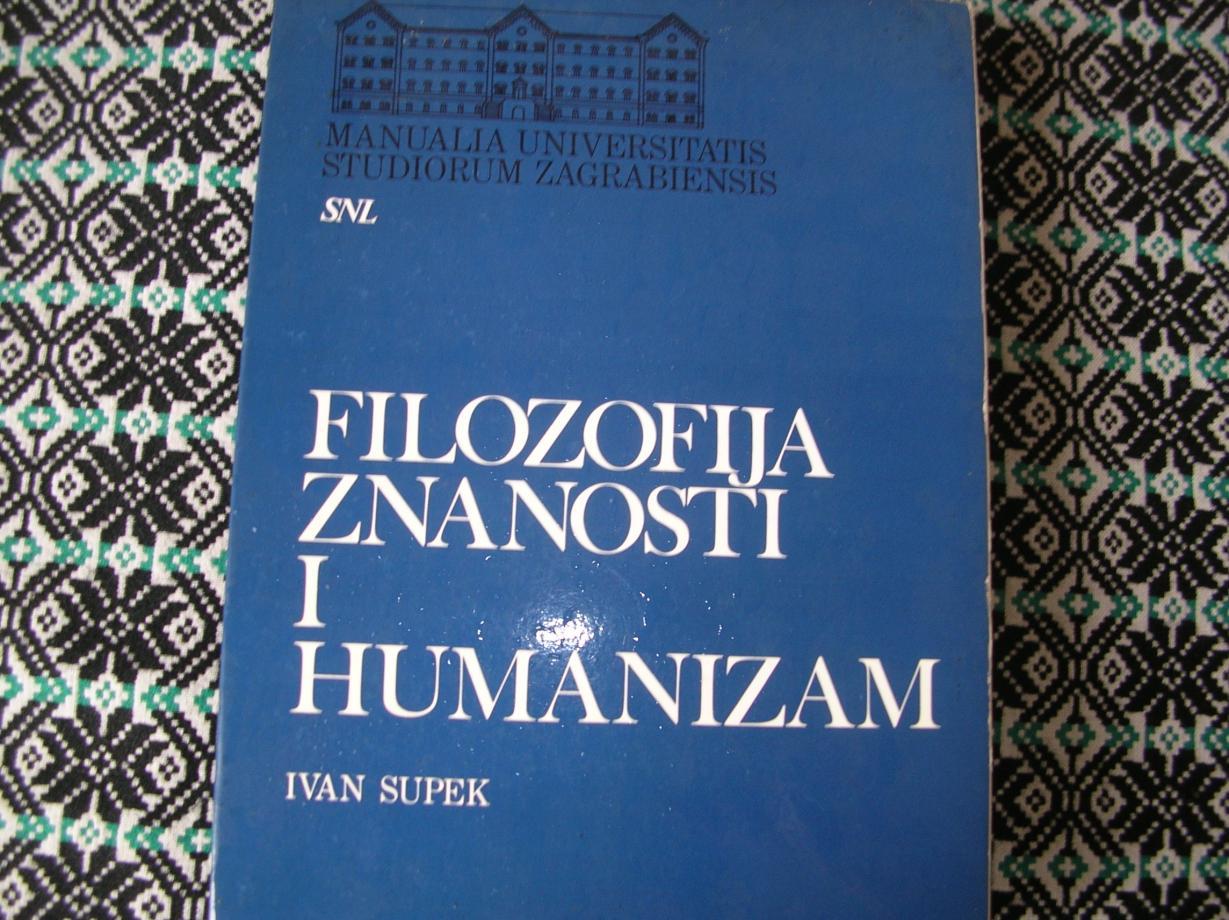 MANUALIA UNIVERSITATIS
STUDIORUM ZAGRABIENSIS
SNL
FILOZOFIJA
ZNANOSTI
I
HUMANIZAM
IVAN SUPEK